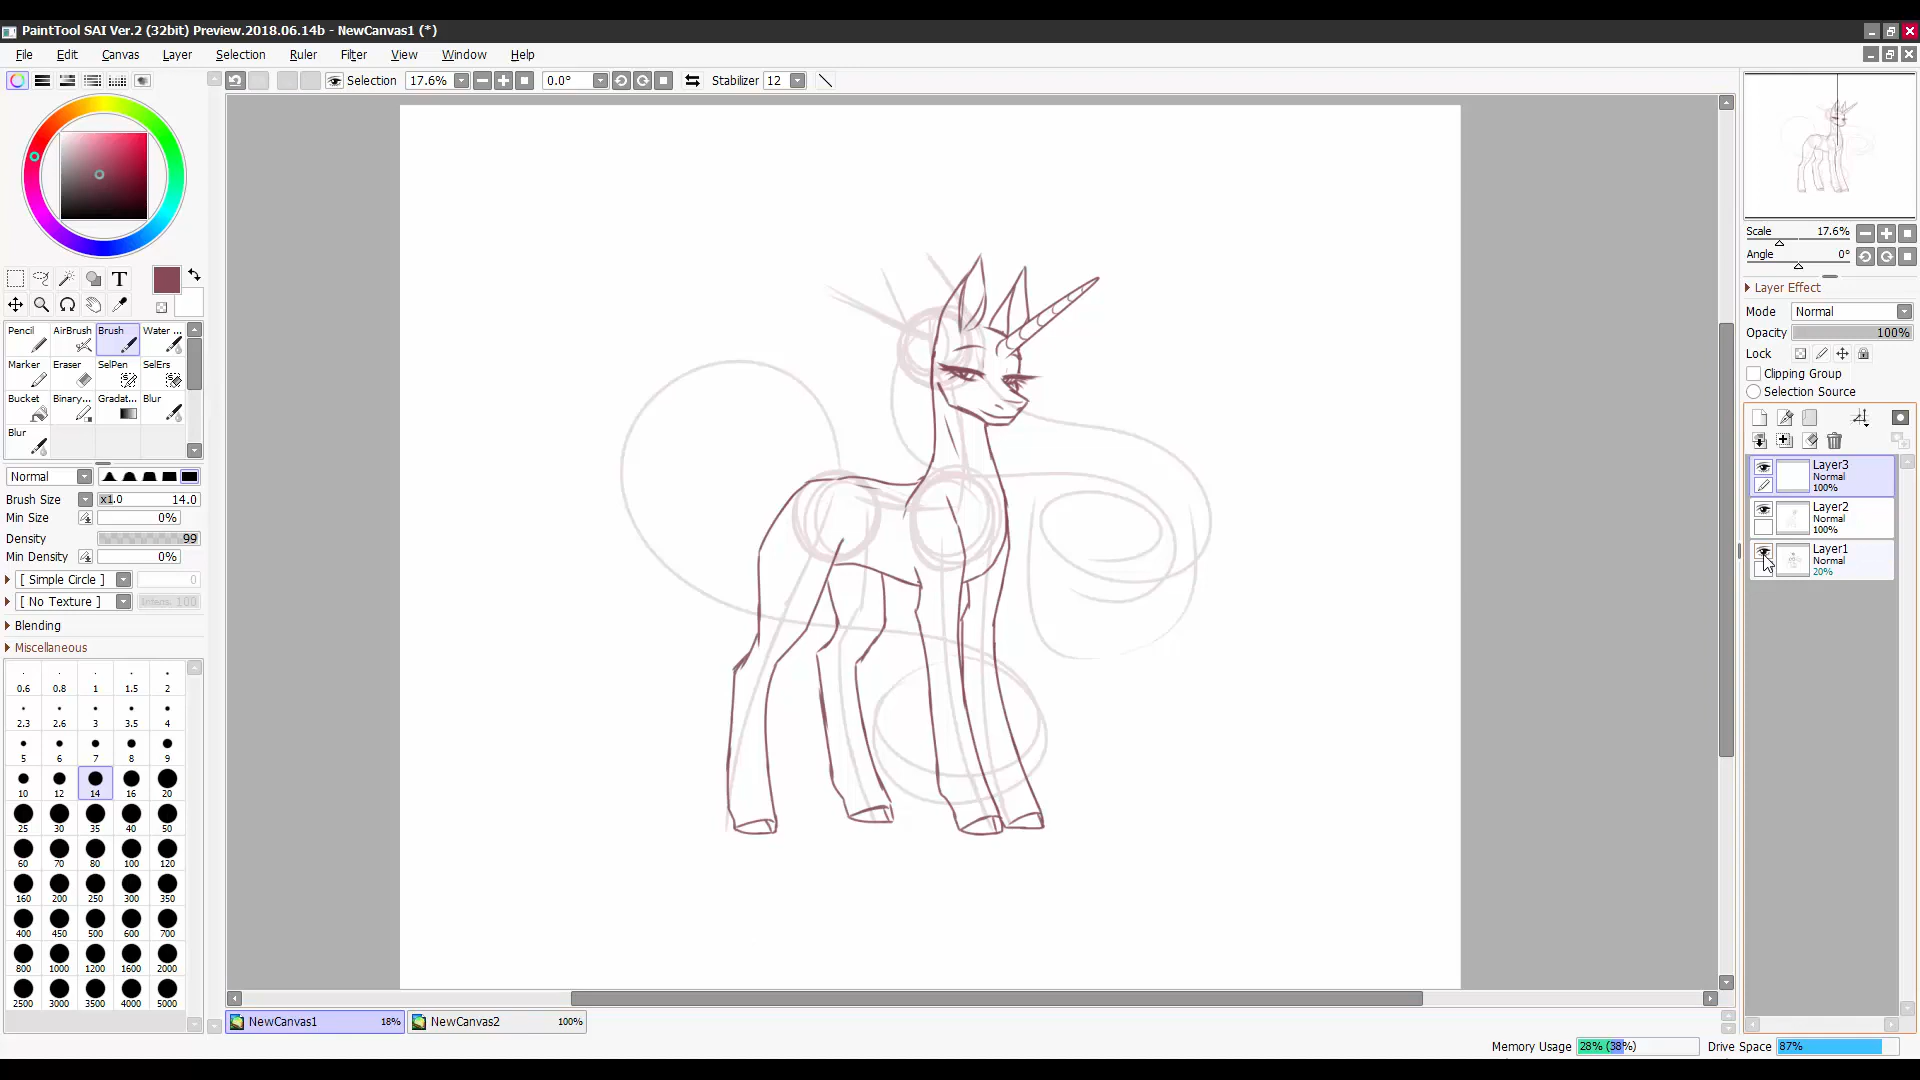 PaintTool SAI Ver.2 (32bit) Preview.2018.06.14b - NewCanvas1 (*)
File Edit Canvas Layer Selection Ruler Filter View Window Help
Selection 17.6% 0.0° Stabilizer 12
Scale 17.6%
Angle 0°
Layer Effect
Mode Normal
Opacity 100%
Lock
Clipping Group
Selection Source
T
Pencil AirBrush Brush Water ...
Marker Eraser SelPen SelErs
Bucket Binary... Gradat... Blur
Blur
Normal
Brush Size x1.0 14.0
Min Size 0%
Density 99
Min Density 0%
[ Simple Circle ] 0
[ No Texture ] Intens. 100
Blending
Miscellaneous
0.6 0.8 1 1.5 2
2.3 2.6 3 3.5 4
5 6 7 8 9
10 12 14 16 20
25 30 35 40 50
60 70 80 100 120
160 200 250 300 350
400 450 500 600 700
800 1000 1200 1600 2000
2500 3000 3500 4000 5000
Layer3
Normal
100%
Layer2
Normal
100%
Layer1
Normal
20%
NewCanvas1 18% NewCanvas2 100%
Memory Usage 28% (38%) Drive Space 87%